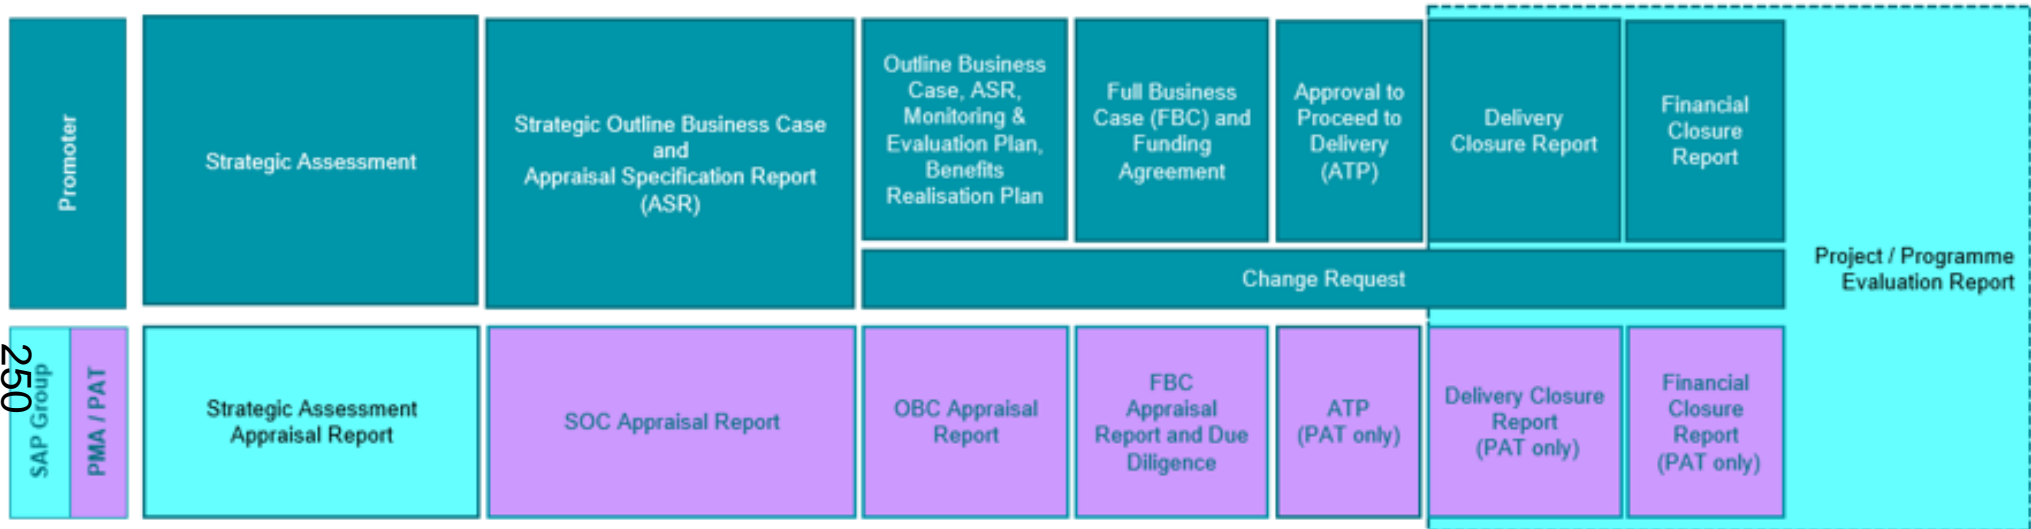 Promoter
Strategic Assessment
Strategic Outline Business Case
and
Appraisal Specification Report
(ASR)
Outline Business
Case, ASR,
Monitoring &
Evaluation Plan,
Benefits
Realisation Plan
Full Business
Case (FBC) and
Funding
Agreement
Approval to
Proceed to
Delivery
(ATP)
Delivery
Closure Report
Financial
Closure
Report
Change Request
Project / Programme
Evaluation Report
250
SAP Group
PMA / PAT
Strategic Assessment
Appraisal Report
SOC Appraisal Report
OBC Appraisal
Report
FBC
Appraisal
Report and Due
Diligence
ATP
(PAT only)
Delivery Closure
Report
(PAT only)
Financial
Closure
Report
(PAT only)